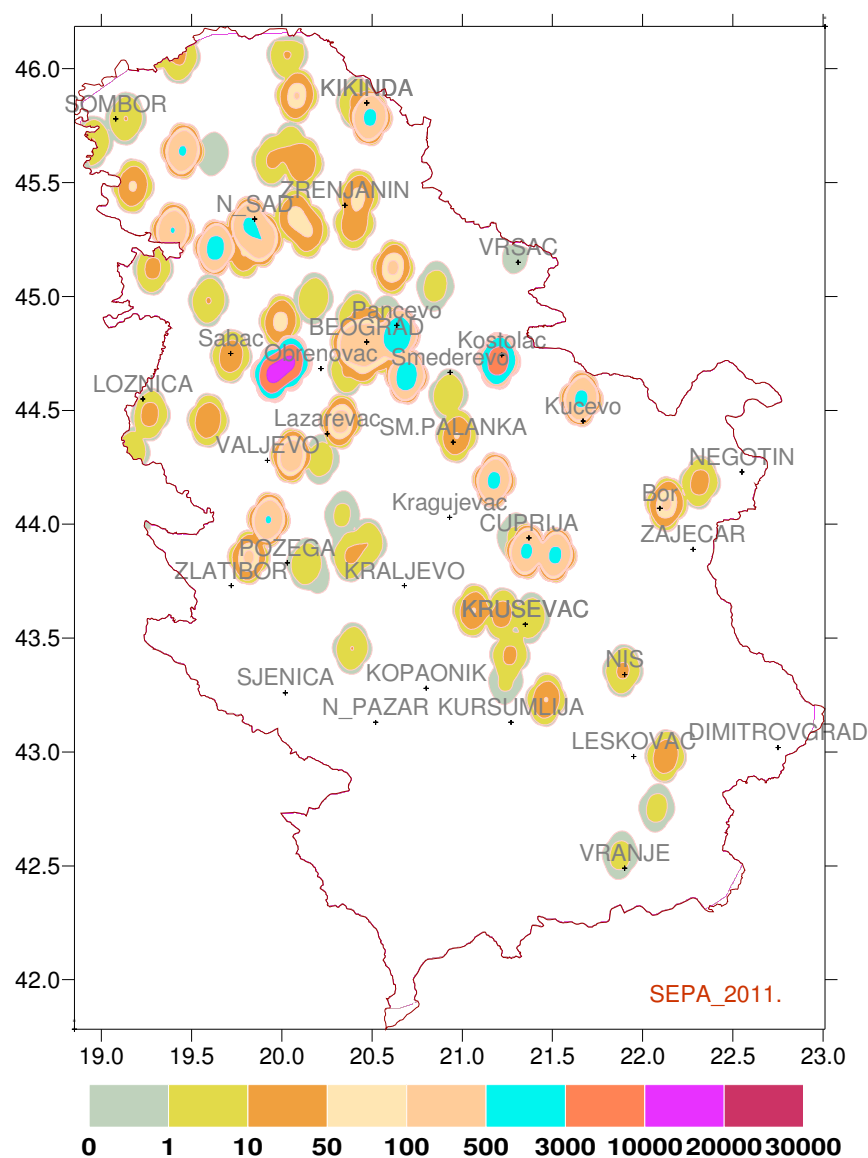 46.0
KIKINDA
SOMBOR
45.5
ZRENJANIN
N_SAD
VRSAC
45.0
Pancevo
BEOGRAD
Sabac
Kostolac
Obrenovac
Smederevo
LOZNICA
44.5
Kucevo
Lazarevac
SM.PALANKA
VALJEVO
NEGOTIN
Bor
Kragujevac
44.0
CUPRIJA
ZAJECAR
POZEGA
ZLATIBOR
KRALJEVO
KRUSEVAC
43.5
NIS
KOPAONIK
SJENICA
N_PAZAR
KURSUMLIJA
DIMITROVGRAD
LESKOVAC
43.0
VRANJE
42.5
42.0
SEPA_2011.
19.0 19.5 20.0 20.5 21.0 21.5 22.0 22.5 23.0
0 1 10 50 100 500 3000 10000 20000 30000